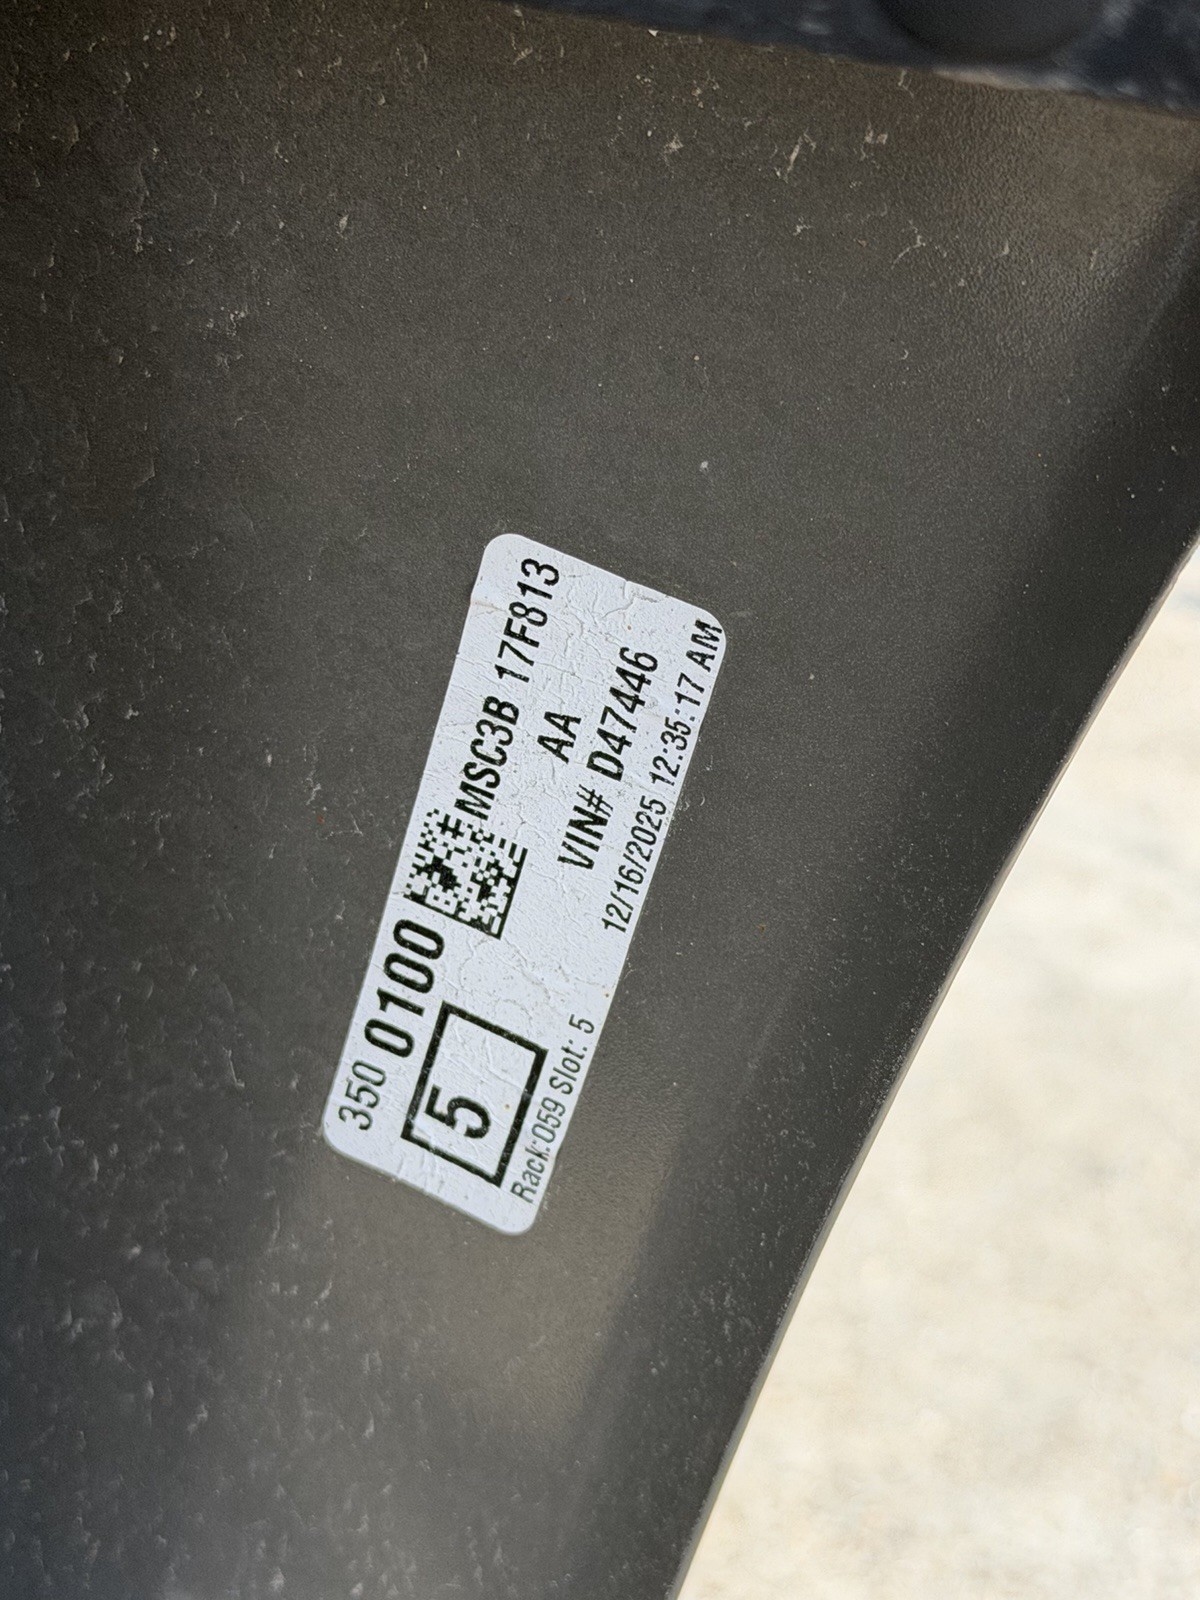 350 0100
MSC3B 17F813
AA
5
VIN# D47446
Rack:059 Slot: 5
12/16/2025 12:35:17 AM